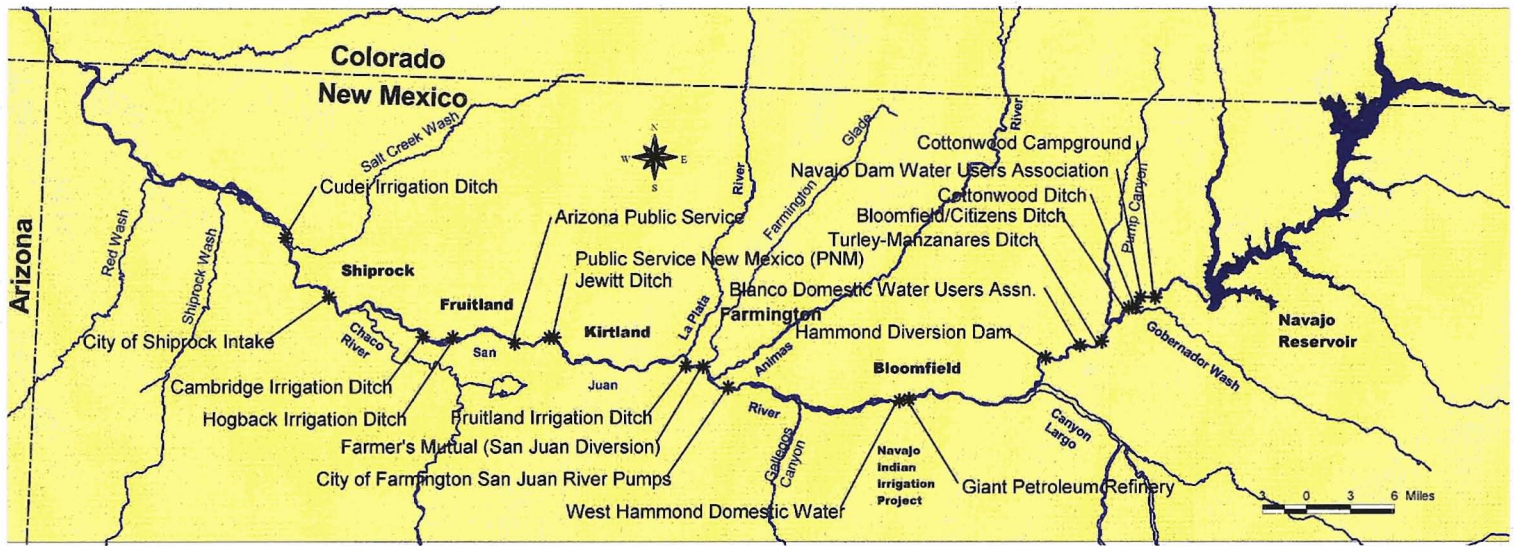 Colorado
New Mexico
Arizona
N
W E
S
Salt Creek Wash
Cudei Irrigation Ditch
Red Wash
Shiprock Wash
Shiprock
City of Shiprock Intake
Chaco
River
Fruitland
Cambridge Irrigation Ditch
Hogback Irrigation Ditch
San
Juan
River
Arizona Public Service
Public Service New Mexico (PNM)
Jewitt Ditch
Kirtland
La Plata
River
Farmington
Glade
Farmington
Animas
River
Fruitland Irrigation Ditch
Farmer's Mutual (San Juan Diversion)
City of Farmington San Juan River Pumps
Gallegos
Canyon
West Hammond Domestic Water
Bloomfield
Navajo
Indian
Irrigation
Project
Giant Petroleum Refinery
Cottonwood Campground
Navajo Dam Water Users Association
Cottonwood Ditch
Bloomfield/Citizens Ditch
Turley-Manzanares Ditch
Blanco Domestic Water Users Assn.
Hammond Diversion Dam
Pump Canyon
Canyon
Largo
Gobernador Wash
Navajo
Reservoir
3 0 3 6 Miles